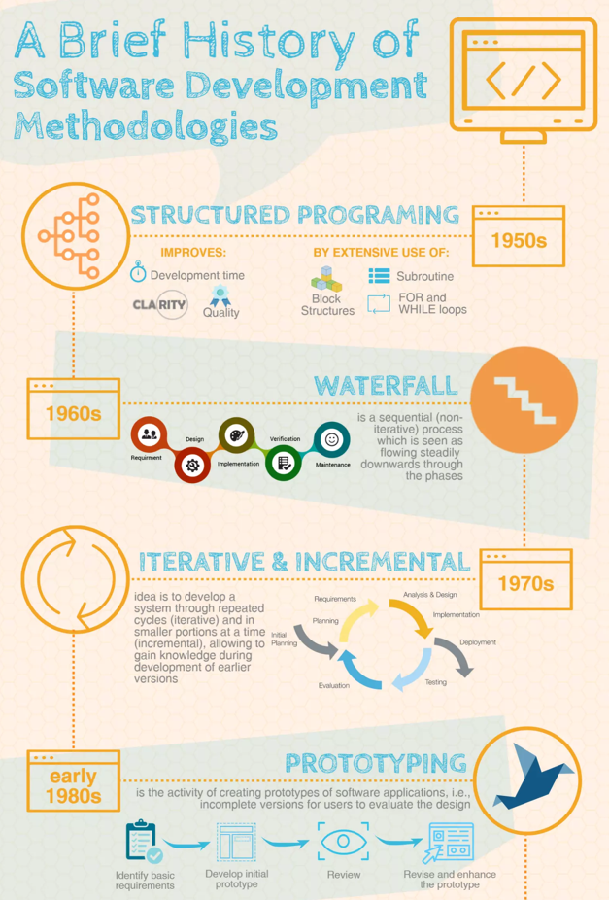 A Brief History of
Software Development
Methodologies
STRUCTURED PROGRAMING
1950s
IMPROVES:
Development time
CLARITY
Quality
BY EXTENSIVE USE OF:
Block
Structures
Subroutine
FOR and
WHILE loops
1960s
WATERFALL
is a sequential (non-
iterative) process
which is seen as
flowing steadily
downwards through
the phases
Requirment
Design
Implementation
Verification
Maintenance
ITERATIVE & INCREMENTAL
1970s
idea is to develop a
system through repeated
cycles (iterative) and in
smaller portions at a time
(incremental), allowing to
gain knowledge during
development of earlier
versions
Initial
Planning
Planning
Requirements
Analysis & Design
Implementation
Deployment
Testing
Evaluation
early
1980s
PROTOTYPING
is the activity of creating prototypes of software applications, i.e.,
incomplete versions for users to evaluate the design
Identify basic
requirements
Develop initial
prototype
Review
Revise and enhance
the prototype